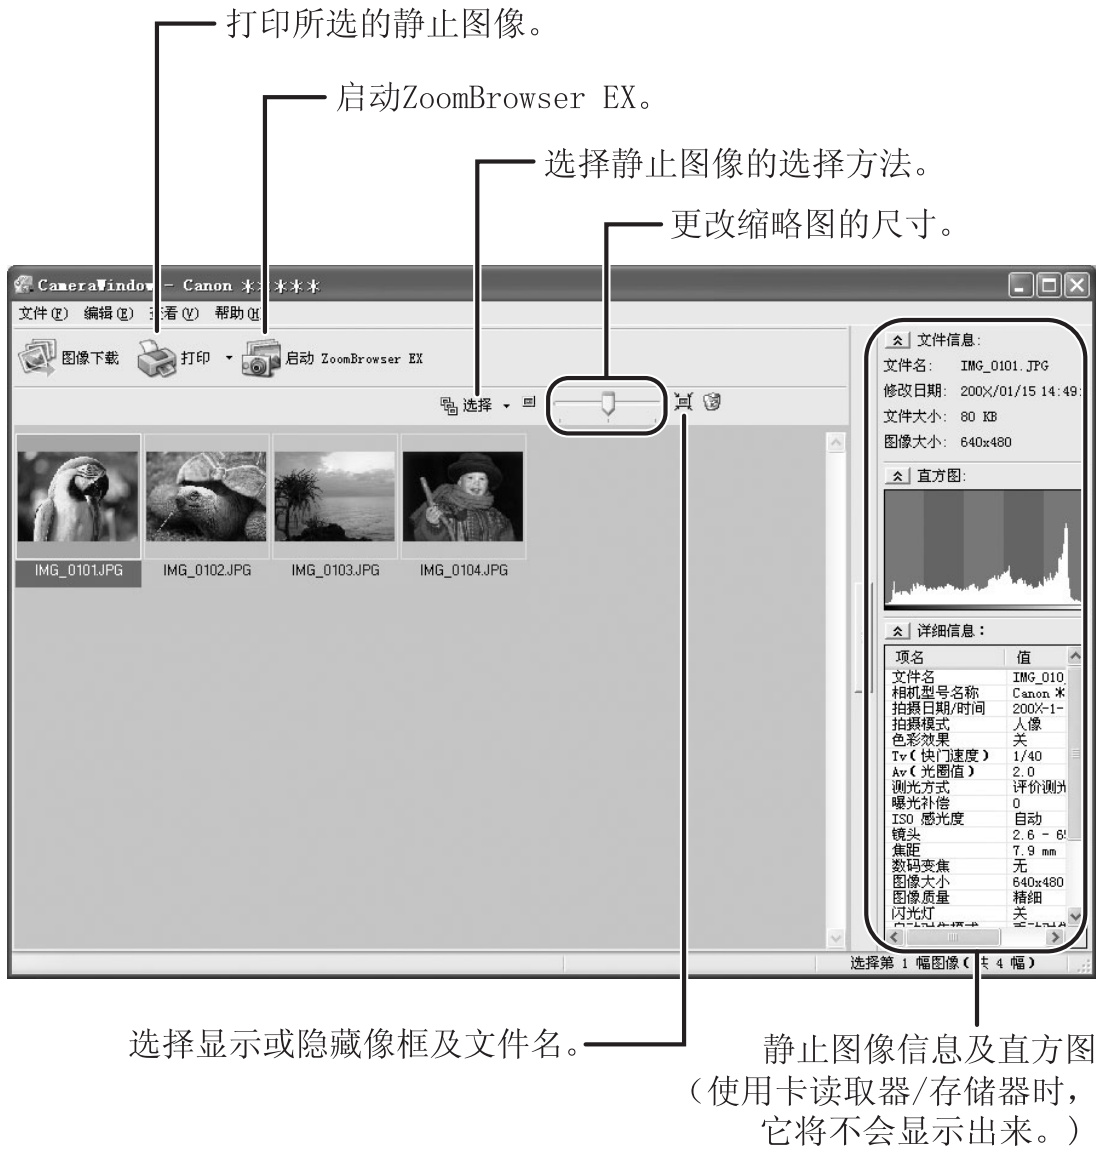 打印所选的静止图像。
启动ZoomBrowser EX。
选择静止图像的选择方法。
更改缩略图的尺寸。
CameraWindow - Canon *****
文件(F) 编辑(E) 查看(V) 帮助(H)
图像下载 打印 启动 ZoomBrowser EX
选择
IMG_0101.JPG IMG_0102.JPG IMG_0103.JPG IMG_0104.JPG
文件信息:
文件名: IMG_0101.JPG
修改日期: 200X/01/15 14:49:
文件大小: 80 KB
图像大小: 640x480
直方图:
详细信息:
项名 值
文件名 IMG_010
相机型号名称 Canon *
拍摄日期/时间 200X-1-
拍摄模式 人像
色彩效果 关
Tv(快门速度) 1/40
Av(光圈值) 2.0
测光方式 评价测光
曝光补偿 0
ISO 感光度 自动
镜头 2.6 - 6
焦距 7.9 mm
数码变焦 无
图像大小 640x480
图像质量 精细
闪光灯 关
选择第 1 幅图像(共 4 幅)
选择显示或隐藏像框及文件名。
静止图像信息及直方图
(使用卡读取器/存储器时，
它将不会显示出来。)